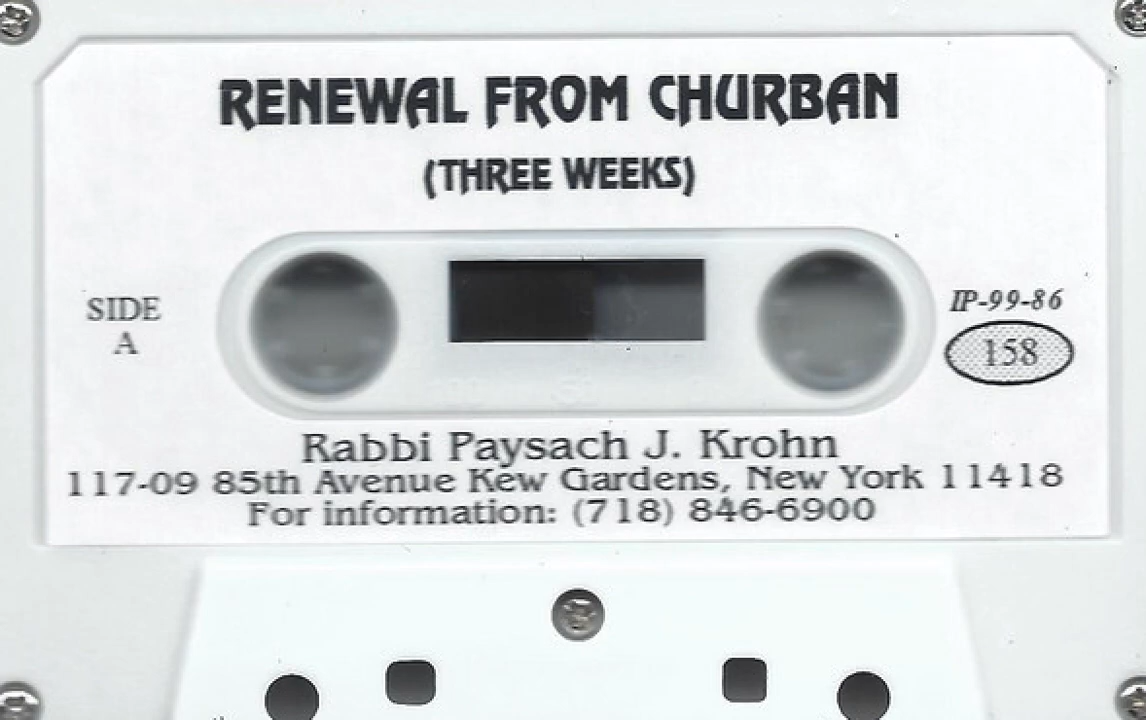 RENEWAL FROM CHURBAN
(THREE WEEKS)
SIDE
A
IP-99-86
158
Rabbi Paysach J. Krohn
117-09 85th Avenue Kew Gardens, New York 11418
For information: (718) 846-6900